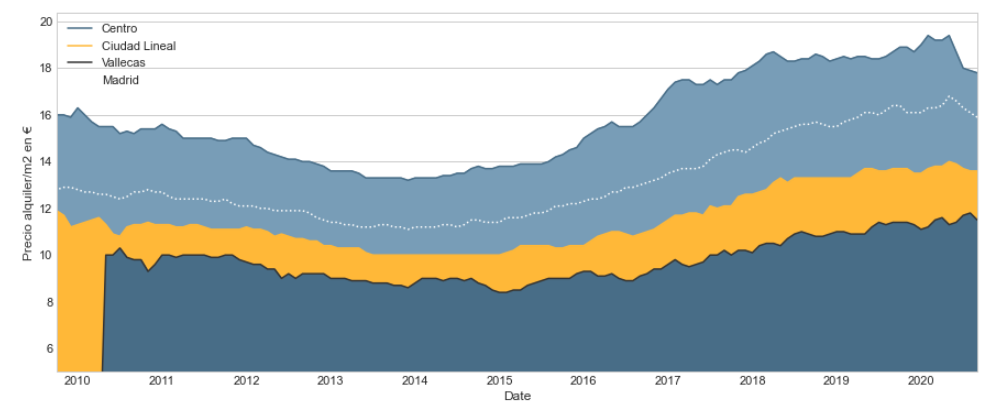 20
18
16
14
12
10
8
6
Precio alquiler/m2 en €
Centro
Ciudad Lineal
Vallecas
Madrid
2010 2011 2012 2013 2014 2015 2016 2017 2018 2019 2020
Date